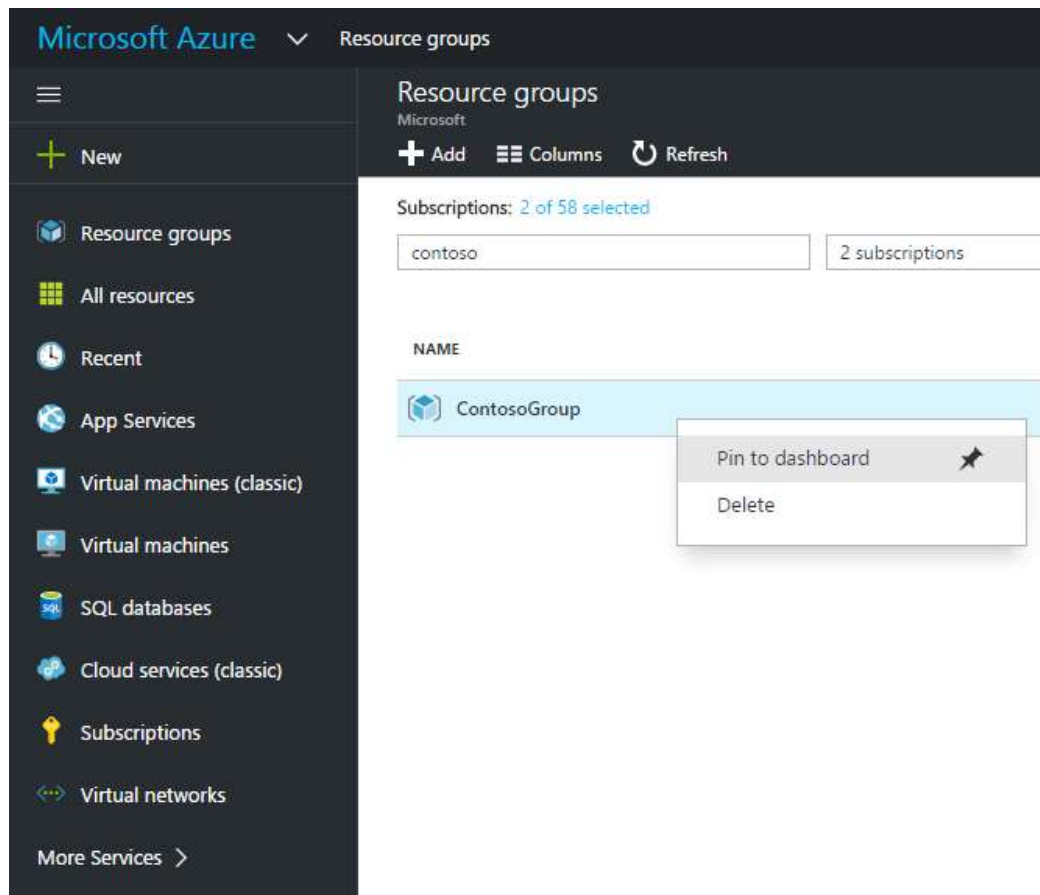 Microsoft Azure Resource groups
New
Resource groups
All resources
Recent
App Services
Virtual machines (classic)
Virtual machines
SQL databases
Cloud services (classic)
Subscriptions
Virtual networks
More Services
Resource groups
Microsoft
Add Columns Refresh
Subscriptions: 2 of 58 selected
contoso 2 subscriptions
NAME
ContosoGroup
Pin to dashboard
Delete